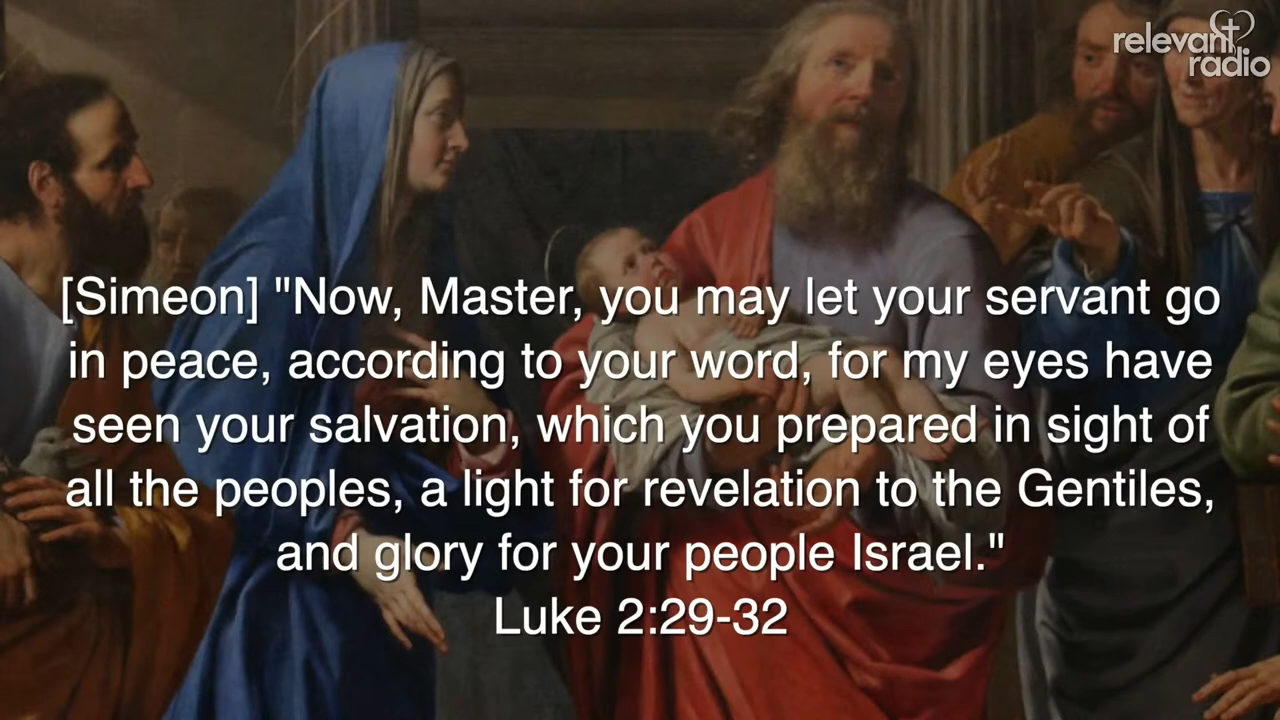 relevant
radio
[Simeon] "Now, Master, you may let your servant go
in peace, according to your word, for my eyes have
seen your salvation, which you prepared in sight of
all the peoples, a light for revelation to the Gentiles,
and glory for your people Israel."
Luke 2:29-32